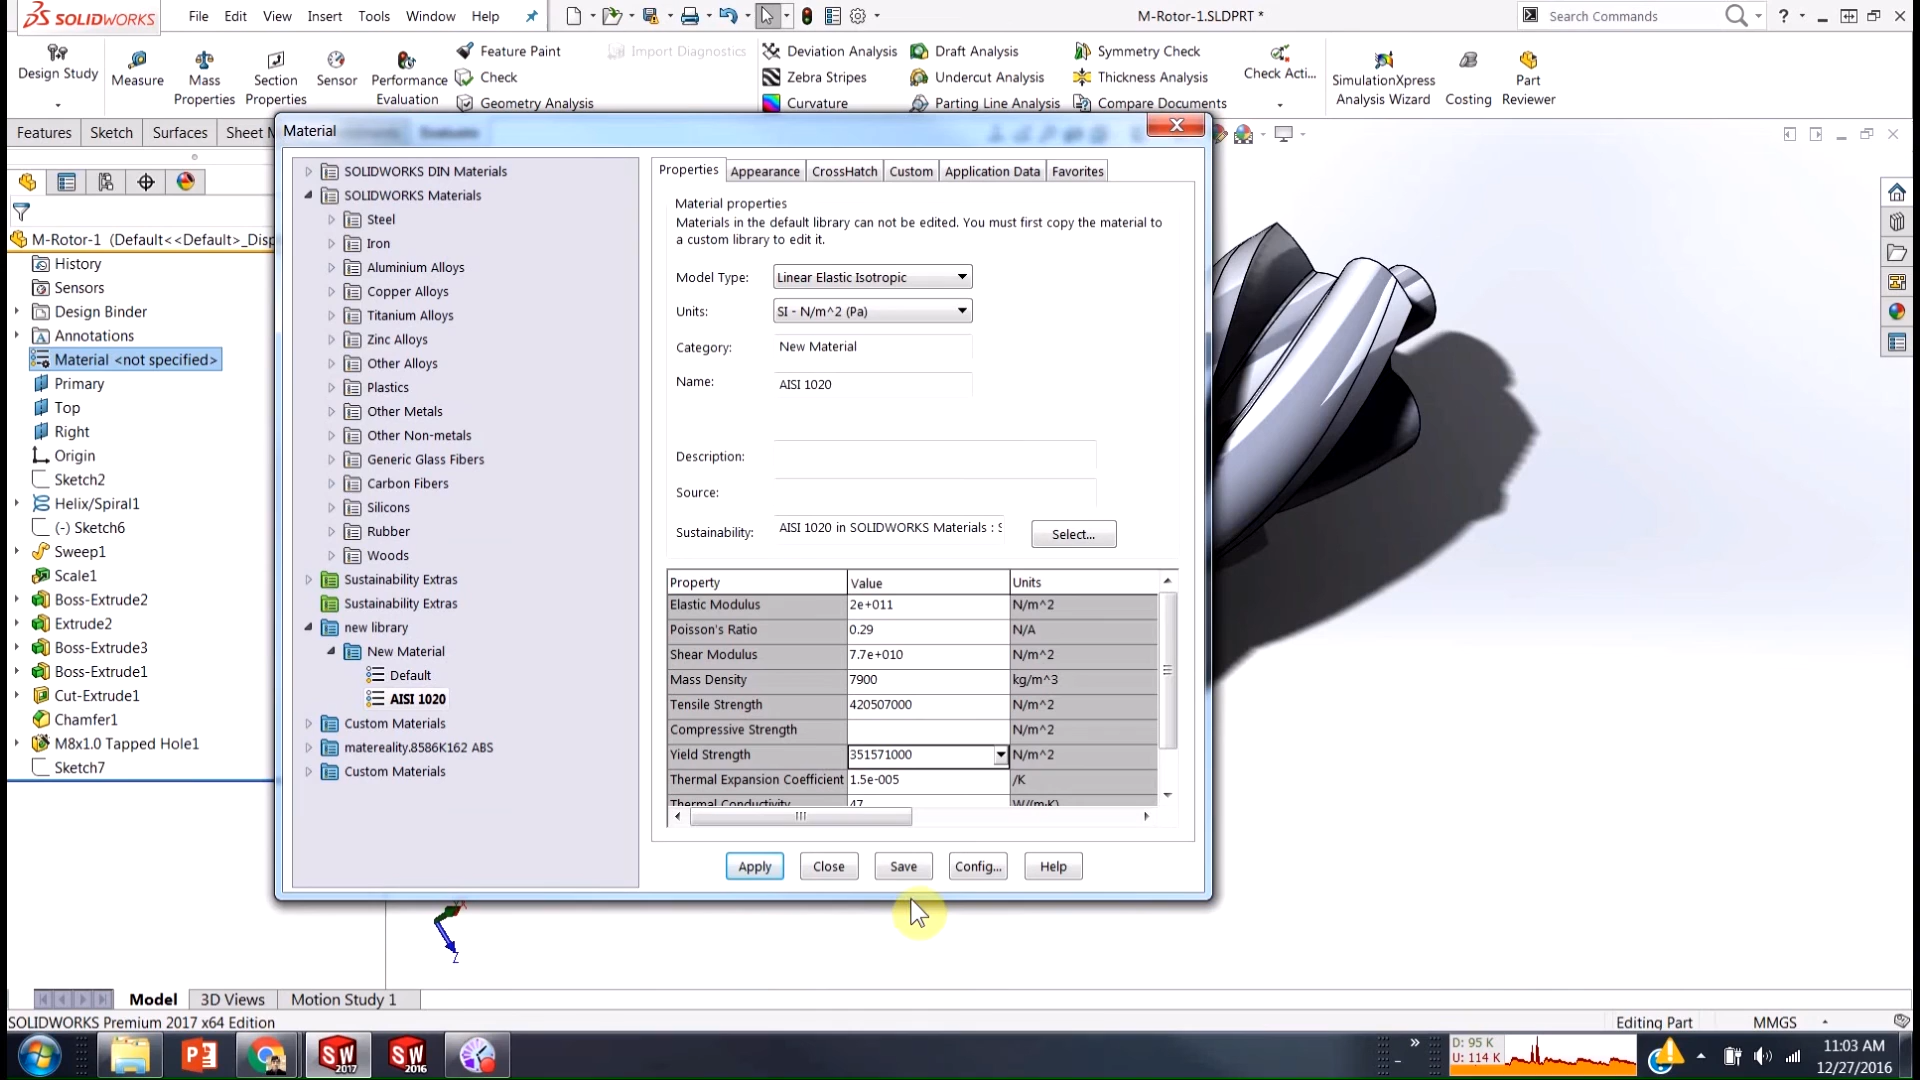 SOLIDWORKS File Edit View Insert Tools Window Help M-Rotor-1.SLDPRT * Search Commands ?
Design Study
Measure
Mass Properties
Section Properties
Sensor
Performance Evaluation
Feature Paint
Check
Geometry Analysis
Import Diagnostics
Deviation Analysis
Zebra Stripes
Curvature
Draft Analysis
Undercut Analysis
Parting Line Analysis
Symmetry Check
Thickness Analysis
Compare Documents
Check Acti...
SimulationXpress Analysis Wizard
Costing
Part Reviewer
Features Sketch Surfaces Sheet M Evaluate
M-Rotor-1 (Default<<Default>_Disp
History
Sensors
Design Binder
Annotations
Material <not specified>
Primary
Top
Right
Origin
Sketch2
Helix/Spiral1
(-) Sketch6
Sweep1
Scale1
Boss-Extrude2
Extrude2
Boss-Extrude3
Boss-Extrude1
Cut-Extrude1
Chamfer1
M8x1.0 Tapped Hole1
Sketch7
Material
SOLIDWORKS DIN Materials
SOLIDWORKS Materials
Steel
Iron
Aluminium Alloys
Copper Alloys
Titanium Alloys
Zinc Alloys
Other Alloys
Plastics
Other Metals
Other Non-metals
Generic Glass Fibers
Carbon Fibers
Silicons
Rubber
Woods
Sustainability Extras
Sustainability Extras
new library
New Material
Default
AISI 1020
Custom Materials
matereality.8586K162 ABS
Custom Materials
Properties Appearance CrossHatch Custom Application Data Favorites
Material properties
Materials in the default library can not be edited. You must first copy the material to
a custom library to edit it.
Model Type: Linear Elastic Isotropic
Units: SI - N/m^2 (Pa)
Category: New Material
Name: AISI 1020
Description:
Source:
Sustainability: AISI 1020 in SOLIDWORKS Materials : S Select...
Property Value Units
Elastic Modulus 2e+011 N/m^2
Poisson's Ratio 0.29 N/A
Shear Modulus 7.7e+010 N/m^2
Mass Density 7900 kg/m^3
Tensile Strength 420507000 N/m^2
Compressive Strength N/m^2
Yield Strength 351571000 N/m^2
Thermal Expansion Coefficient 1.5e-005 /K
Thermal Conductivity 47 W/(m·K)
Apply Close Save Config... Help
Z
Model 3D Views Motion Study 1
SOLIDWORKS Premium 2017 x64 Edition Editing Part MMGS
SW 2017 SW 2016
D: 95 K
U: 114 K
11:03 AM
12/27/2016